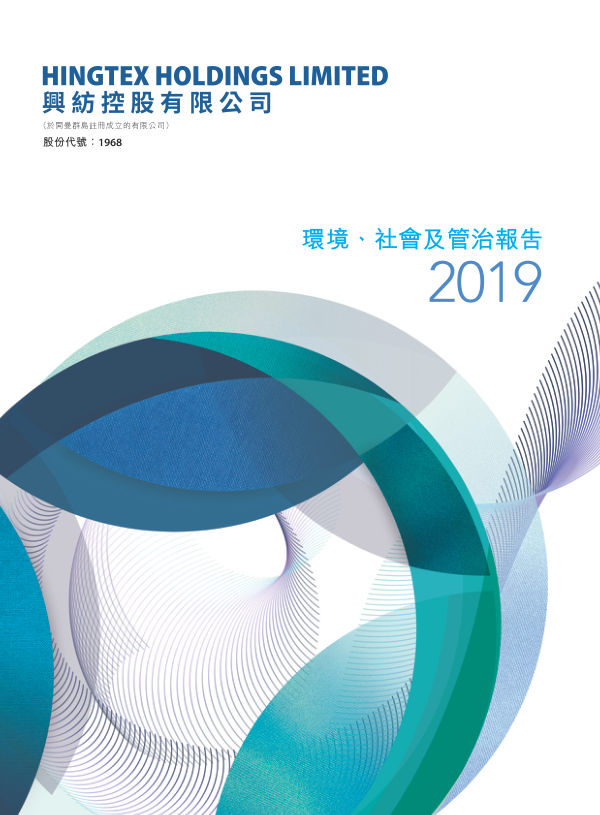 HINGTEX HOLDINGS LIMITED
興紡控股有限公司
（於開曼群島註冊成立的有限公司）
股份代號：1968
環境、社會及管治報告
2019